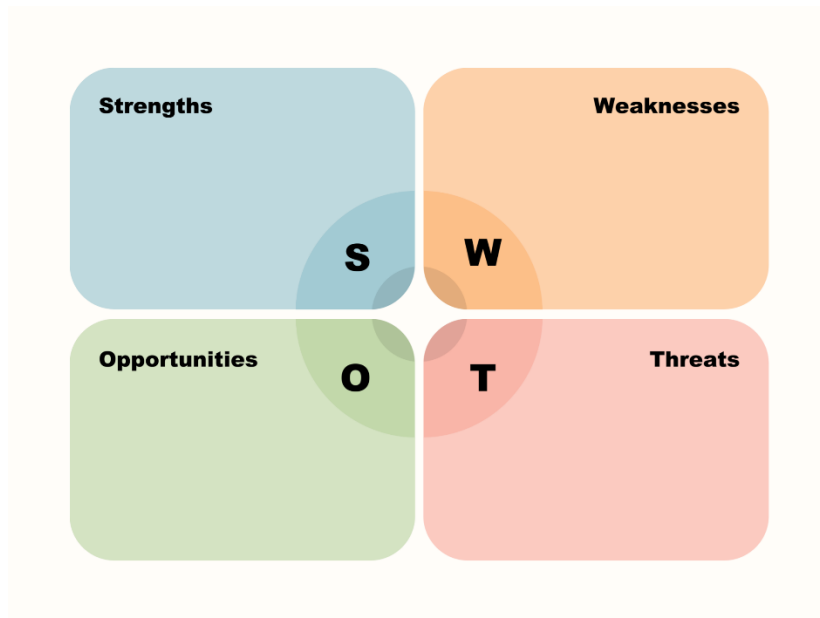 Strengths
Weaknesses
S
W
Opportunities
Threats
O
T